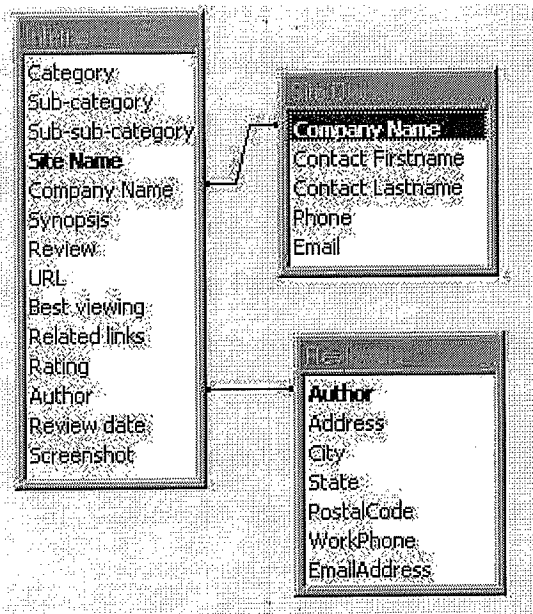 Category
Sub-category
Sub-sub-category
Site Name
Company Name
Synopsis
Review
URL
Best viewing
Related links
Rating
Author
Review date
Screenshot
Company Name
Contact Firstname
Contact Lastname
Phone
Email
Author
Address
City
State
PostalCode
WorkPhone
EmailAddress